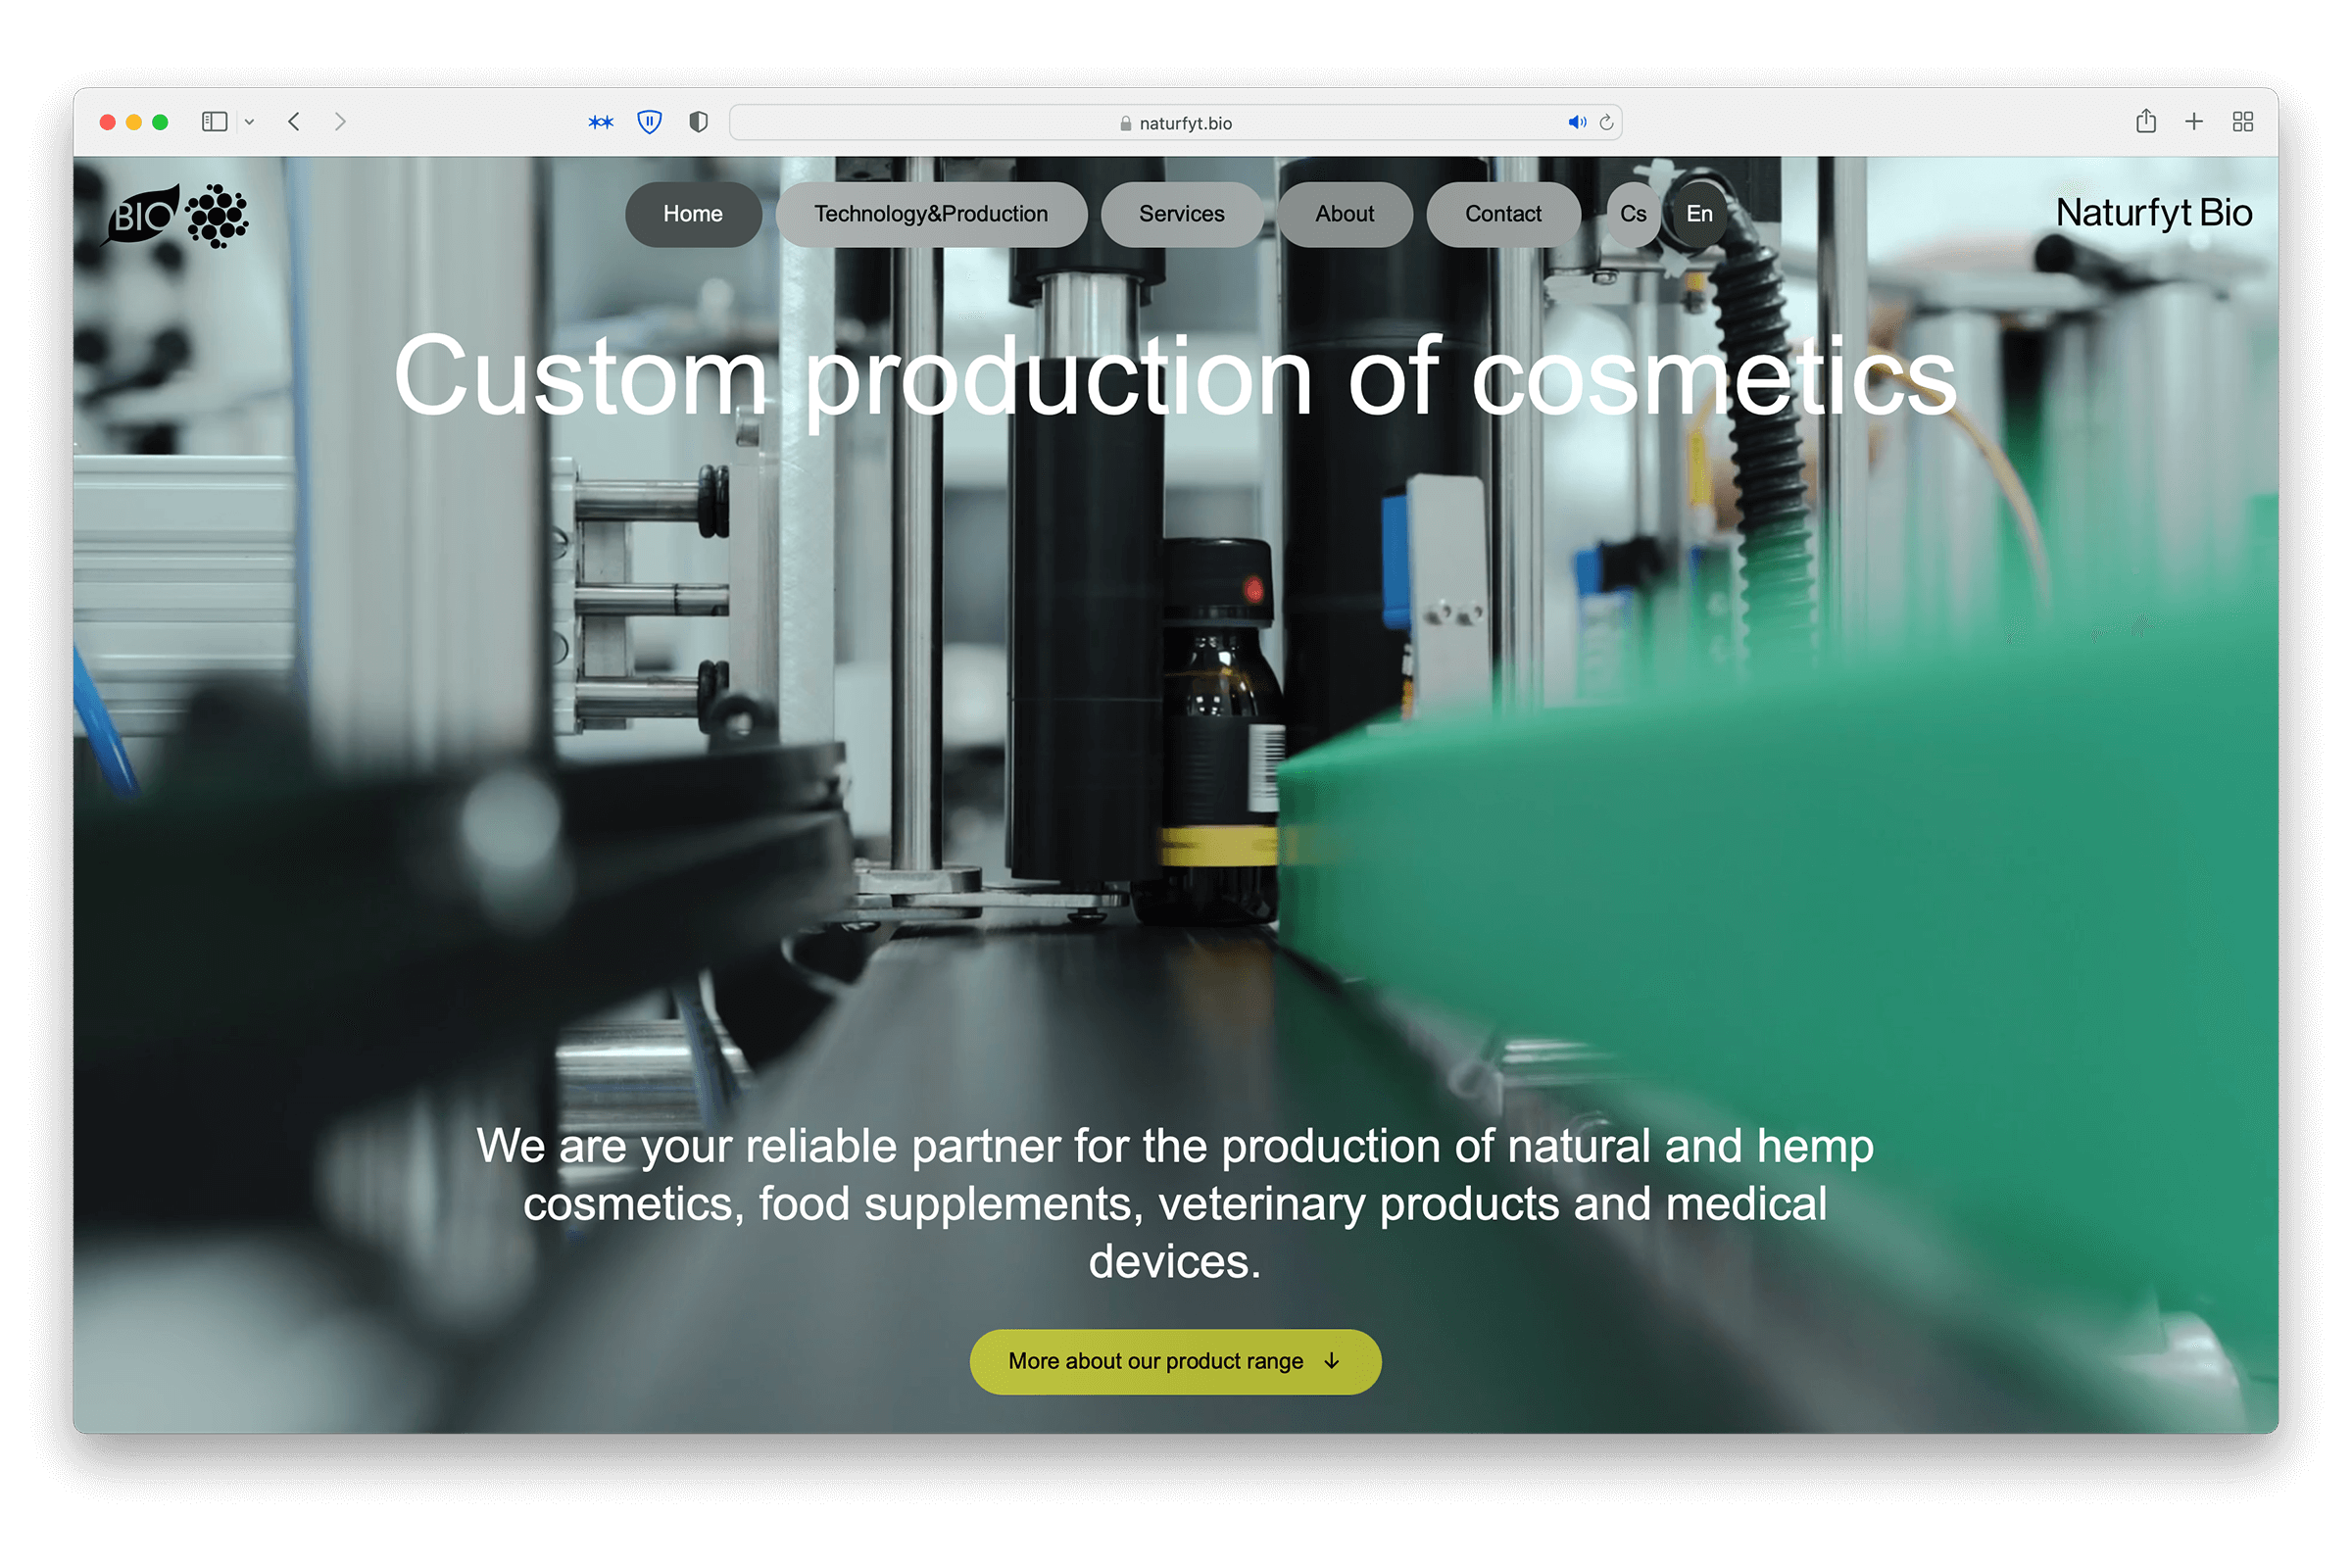 naturfyt.bio
BIO
Home
Technology&Production
Services
About
Contact
Cs
En
Naturfyt Bio
Custom production of cosmetics
We are your reliable partner for the production of natural and hemp
cosmetics, food supplements, veterinary products and medical
devices.
More about our product range ↓